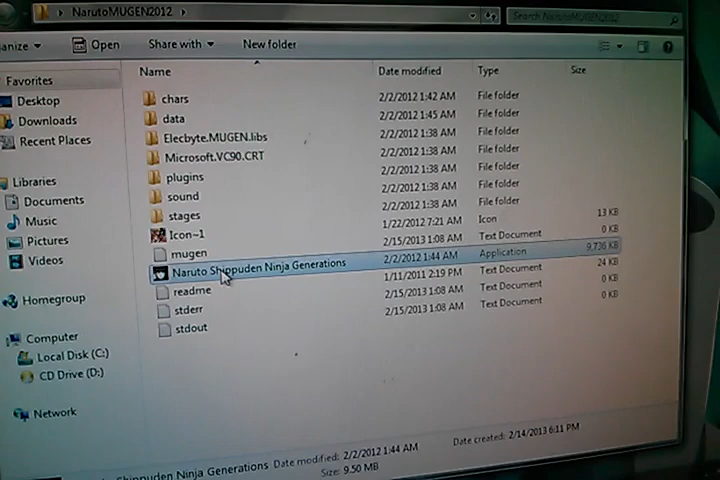 NarutoMUGEN2012
Search NarutoMUGEN2012
anize Open Share with New folder
Name Date modified Type Size
Favorites
Desktop
Downloads
Recent Places
Libraries
Documents
Music
Pictures
Videos
Homegroup
Computer
Local Disk (C:)
CD Drive (D:)
Network
chars 2/2/2012 1:42 AM File folder
data 2/2/2012 1:45 AM File folder
Elecbyte.MUGEN.libs 2/2/2012 1:38 AM File folder
Microsoft.VC90.CRT 2/2/2012 1:38 AM File folder
plugins 2/2/2012 1:38 AM File folder
sound 2/2/2012 1:38 AM File folder
stages 2/2/2012 1:38 AM File folder
Icon~1 1/22/2012 7:21 AM Icon 13 KB
mugen 2/15/2013 1:08 AM Text Document 0 KB
Naruto Shippuden Ninja Generations 2/2/2012 1:44 AM Application 9,736 KB
readme 1/11/2011 2:19 PM Text Document 24 KB
stderr 2/15/2013 1:08 AM Text Document 0 KB
stdout 2/15/2013 1:08 AM Text Document 0 KB
Shippuden Ninja Generations Date modified: 2/2/2012 1:44 AM Date created: 2/14/2013 6:11 PM
Size: 9.50 MB